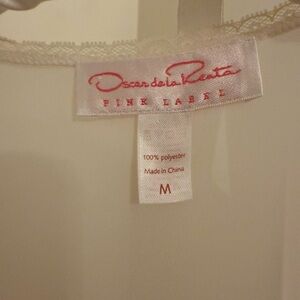 Oscar de la Renta
PINK LABEL
100% polyester
Made in China
M